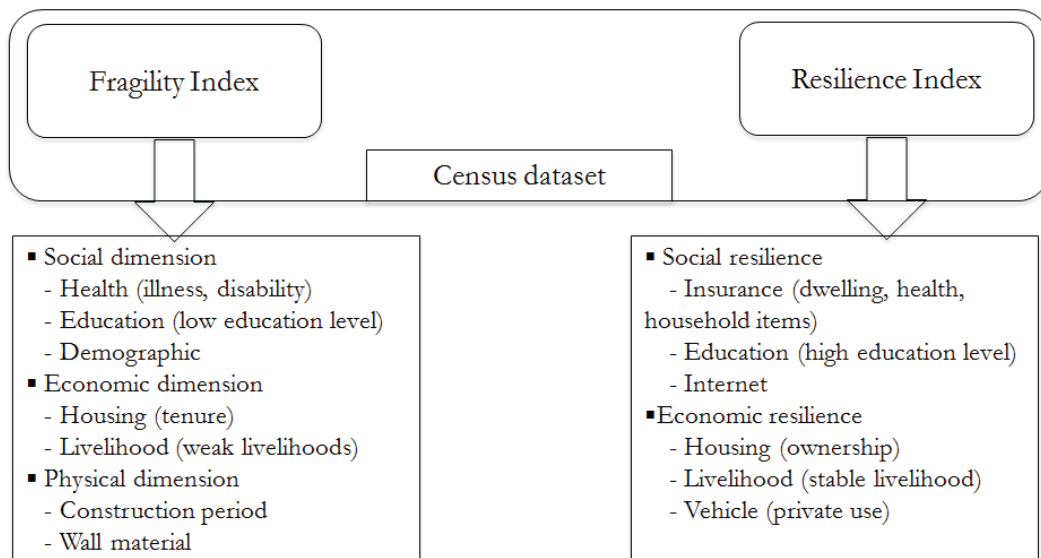 Fragility Index
Resilience Index
Census dataset
▪ Social dimension
- Health (illness, disability)
- Education (low education level)
- Demographic
▪ Economic dimension
- Housing (tenure)
- Livelihood (weak livelihoods)
▪ Physical dimension
- Construction period
- Wall material
▪ Social resilience
- Insurance (dwelling, health,
household items)
- Education (high education level)
- Internet
▪Economic resilience
- Housing (ownership)
- Livelihood (stable livelihood)
- Vehicle (private use)